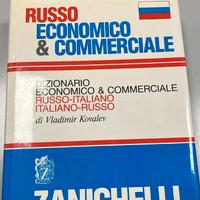 RUSSO
ECONOMICO
& COMMERCIALE
DIZIONARIO
ECONOMICO & COMMERCIALE
RUSSO-ITALIANO
ITALIANO-RUSSO
di Vladimir Kovalev
Z
ZANICHELLI